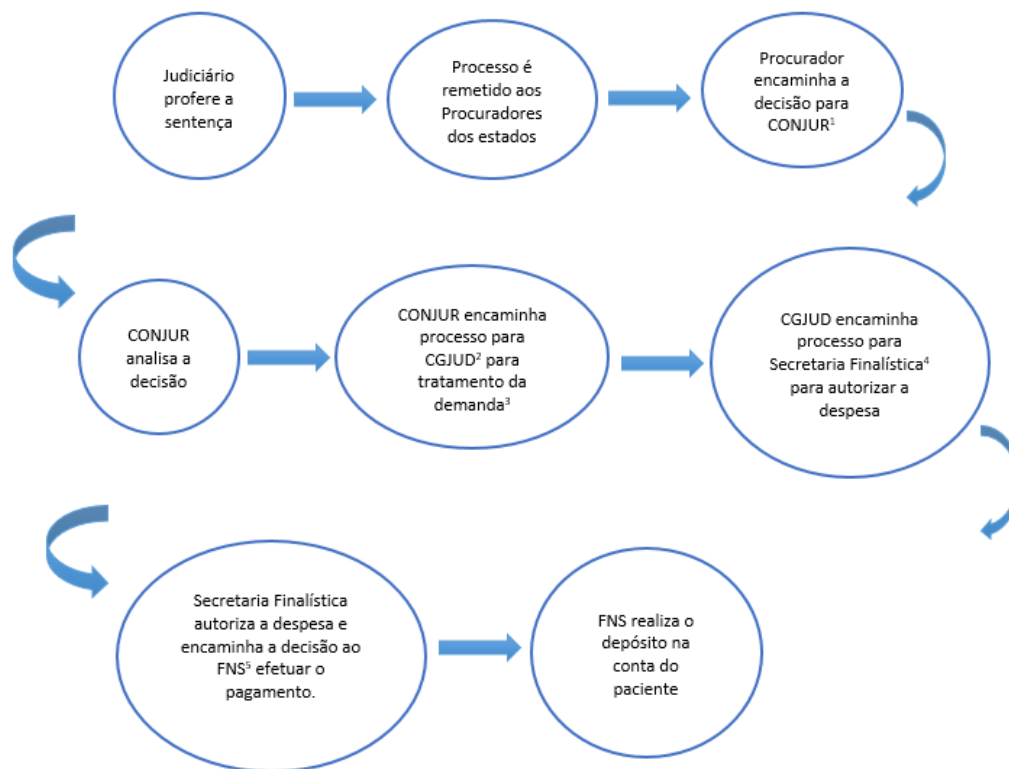 Judiciário
profere a
sentença
Processo é
remetido aos
Procuradores
dos estados
Procurador
encaminha a
decisão para
CONJUR¹
CONJUR
analisa a
decisão
CONJUR encaminha
processo para
CGJUD² para
tratamento da
demanda³
CGJUD encaminha
processo para
Secretaria Finalística⁴
para autorizar a
despesa
Secretaria Finalística
autoriza a despesa e
encaminha a decisão ao
FNS⁵ efetuar o
pagamento.
FNS realiza o
depósito na
conta do
paciente